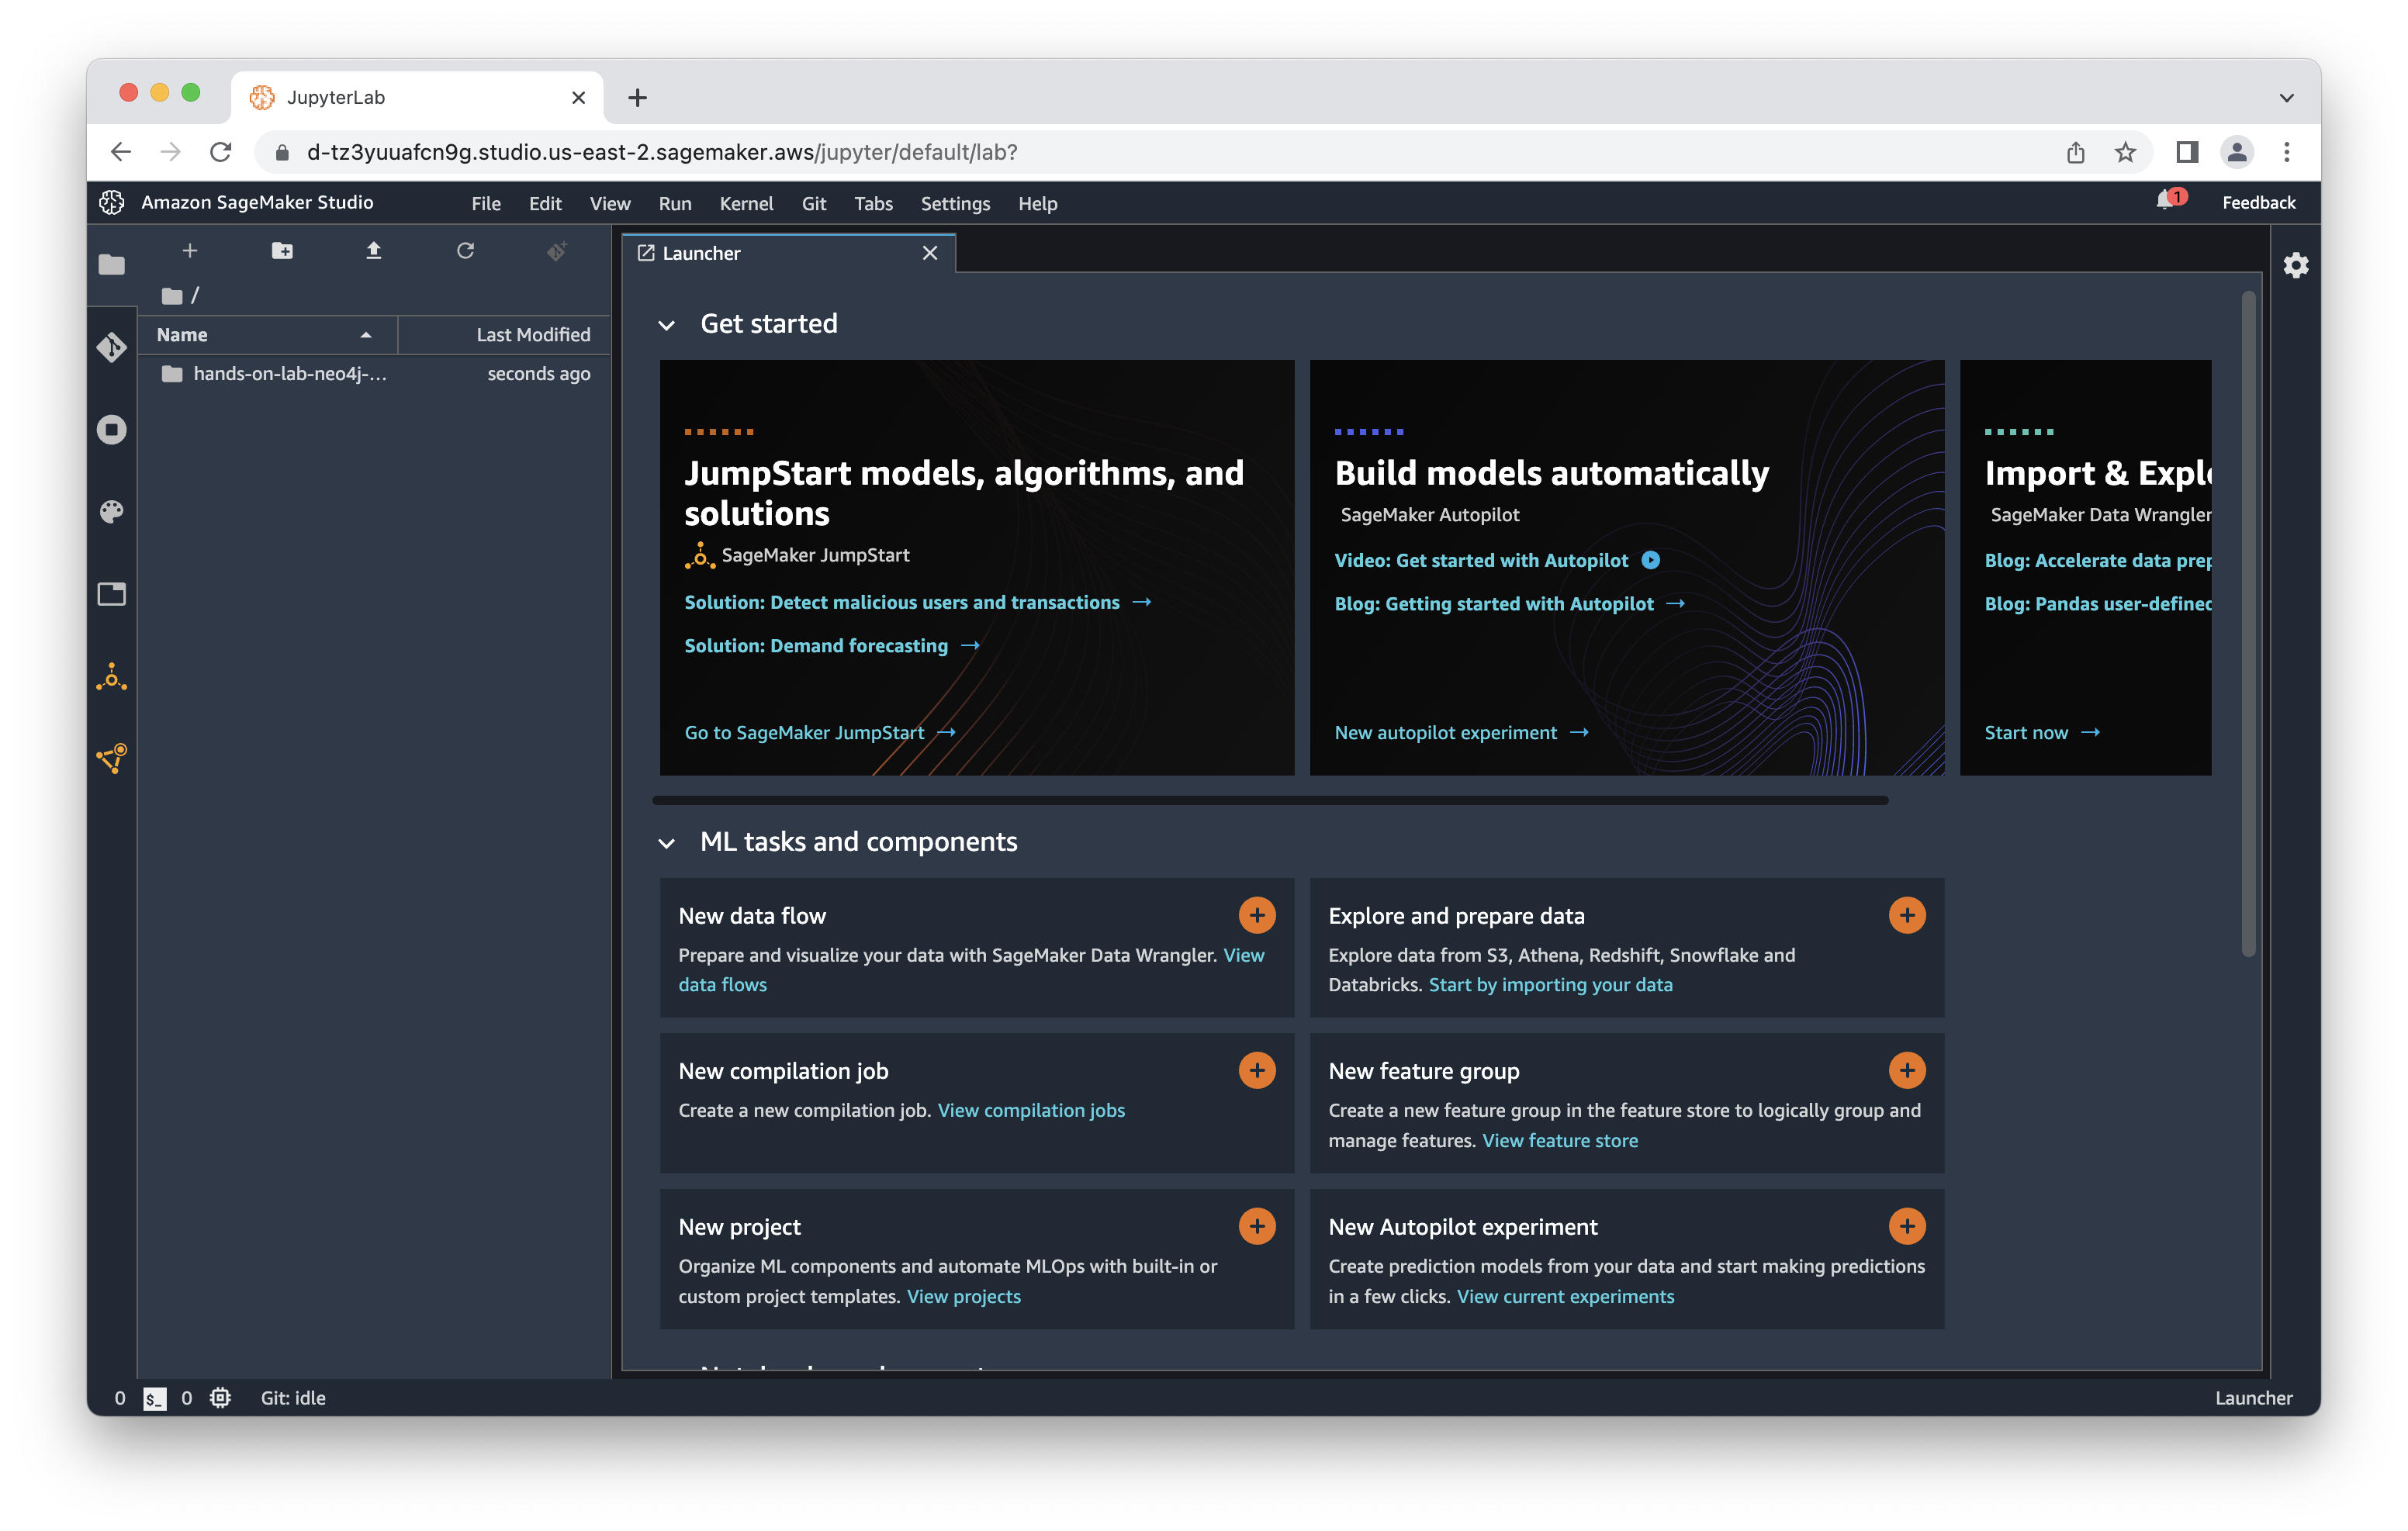 JupyterLab
d-tz3yuuafcn9g.studio.us-east-2.sagemaker.aws/jupyter/default/lab?
Amazon SageMaker Studio
File Edit View Run Kernel Git Tabs Settings Help
1
Feedback
Launcher
/
Name
Last Modified
hands-on-lab-neo4j-...
seconds ago
Get started
JumpStart models, algorithms, and
solutions
SageMaker JumpStart
Solution: Detect malicious users and transactions
Solution: Demand forecasting
Go to SageMaker JumpStart
Build models automatically
SageMaker Autopilot
Video: Get started with Autopilot
Blog: Getting started with Autopilot
New autopilot experiment
Import &
SageMaker Data Wrangler
Blog: Accelerate data
Blog: Pandas user-defined
Start now
ML tasks and components
New data flow
Prepare and visualize your data with SageMaker Data Wrangler. View
data flows
Explore and prepare data
Explore data from S3, Athena, Redshift, Snowflake and
Databricks. Start by importing your data
New compilation job
Create a new compilation job. View compilation jobs
New feature group
Create a new feature group in the feature store to logically group and
manage features. View feature store
New project
Organize ML components and automate MLOps with built-in or
custom project templates. View projects
New Autopilot experiment
Create prediction models from your data and start making predictions
in a few clicks. View current experiments
0 $_ 0 Git: idle
Launcher